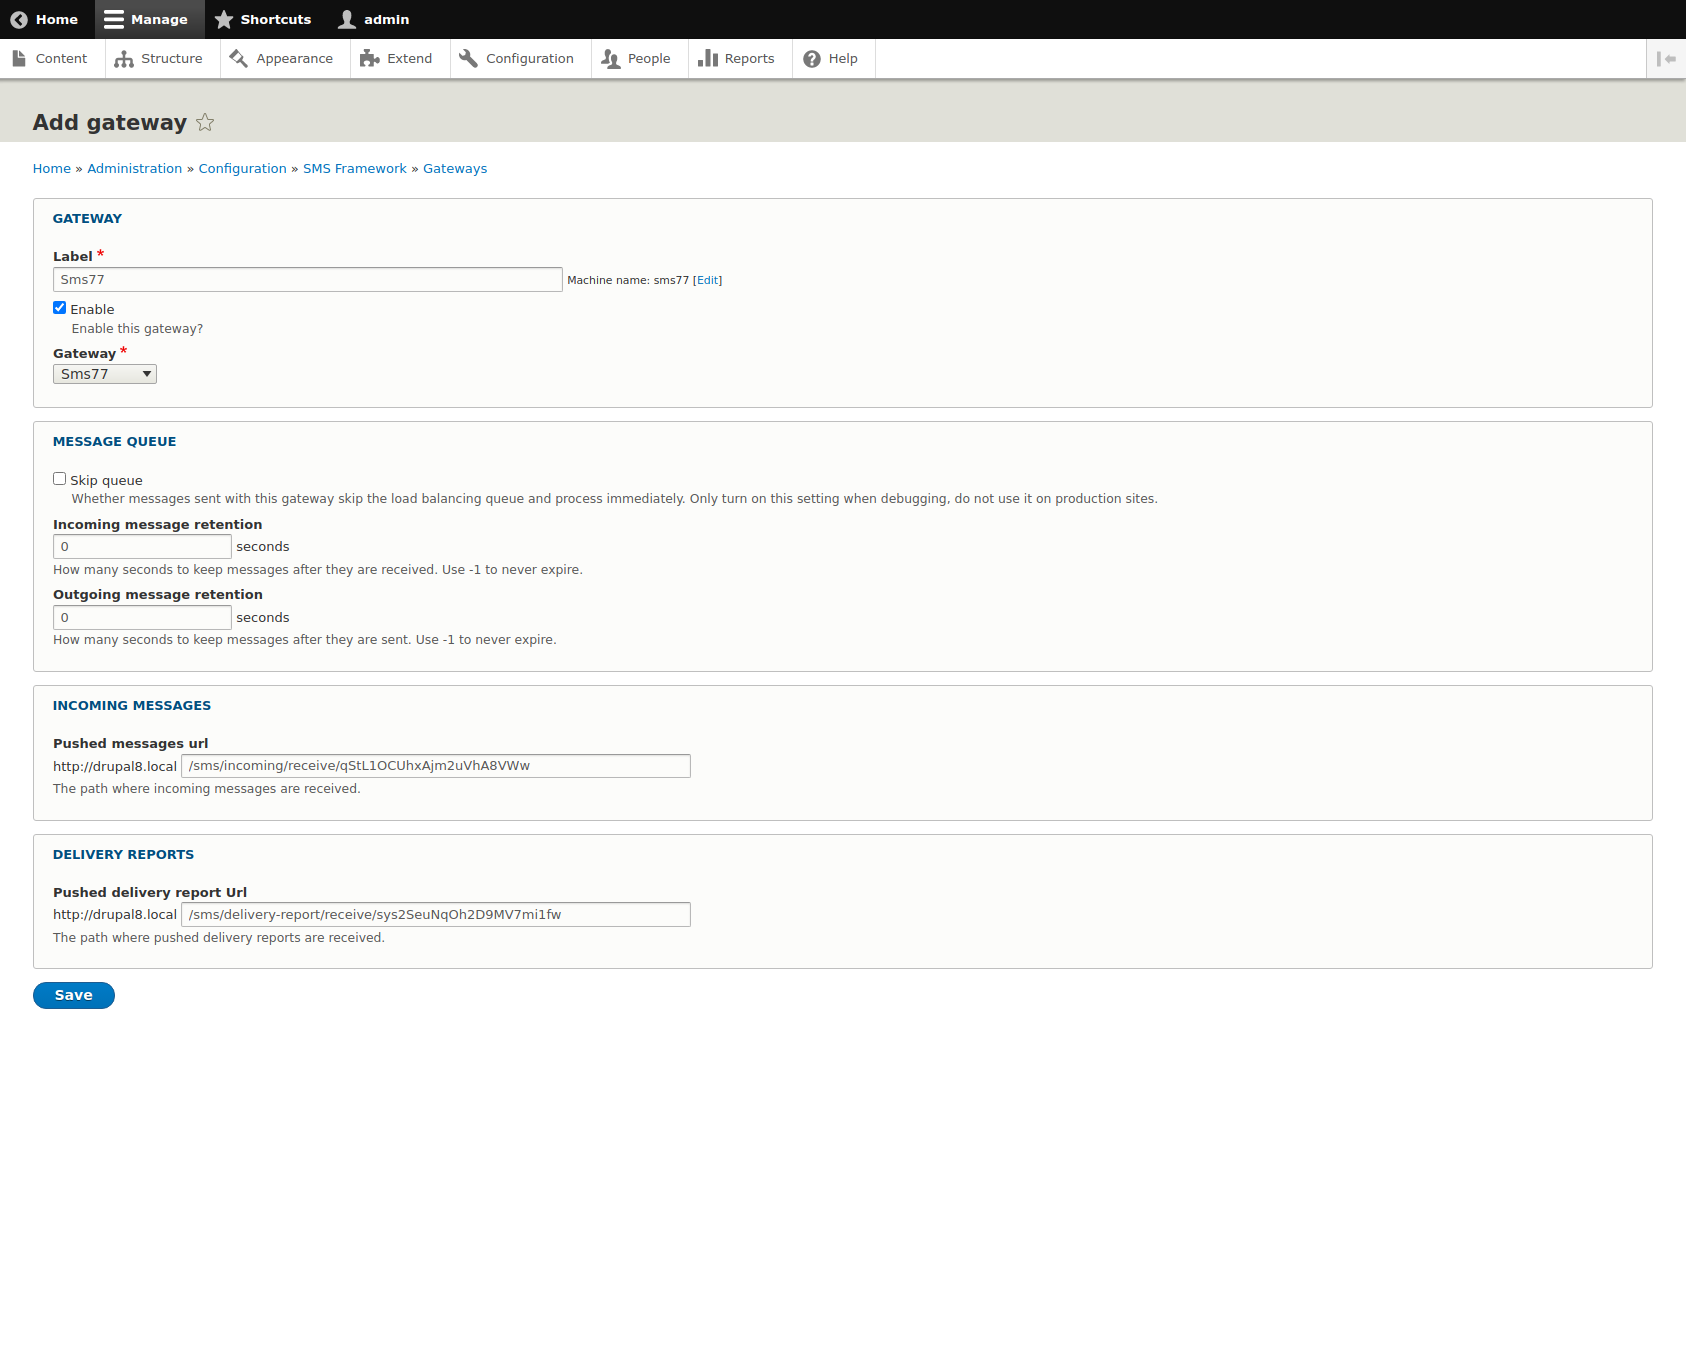 Home Manage Shortcuts admin
Content Structure Appearance Extend Configuration People Reports Help
Add gateway
Home » Administration » Configuration » SMS Framework » Gateways
GATEWAY
Label *
Sms77 Machine name: sms77 [Edit]
Enable
Enable this gateway?
Gateway *
Sms77
MESSAGE QUEUE
Skip queue
Whether messages sent with this gateway skip the load balancing queue and process immediately. Only turn on this setting when debugging, do not use it on production sites.
Incoming message retention
0 seconds
How many seconds to keep messages after they are received. Use -1 to never expire.
Outgoing message retention
0 seconds
How many seconds to keep messages after they are sent. Use -1 to never expire.
INCOMING MESSAGES
Pushed messages url
http://drupal8.local /sms/incoming/receive/qStL1OCUhxAjm2uVhA8VWw
The path where incoming messages are received.
DELIVERY REPORTS
Pushed delivery report Url
http://drupal8.local /sms/delivery-report/receive/sys2SeuNqOh2D9MV7mi1fw
The path where pushed delivery reports are received.
Save